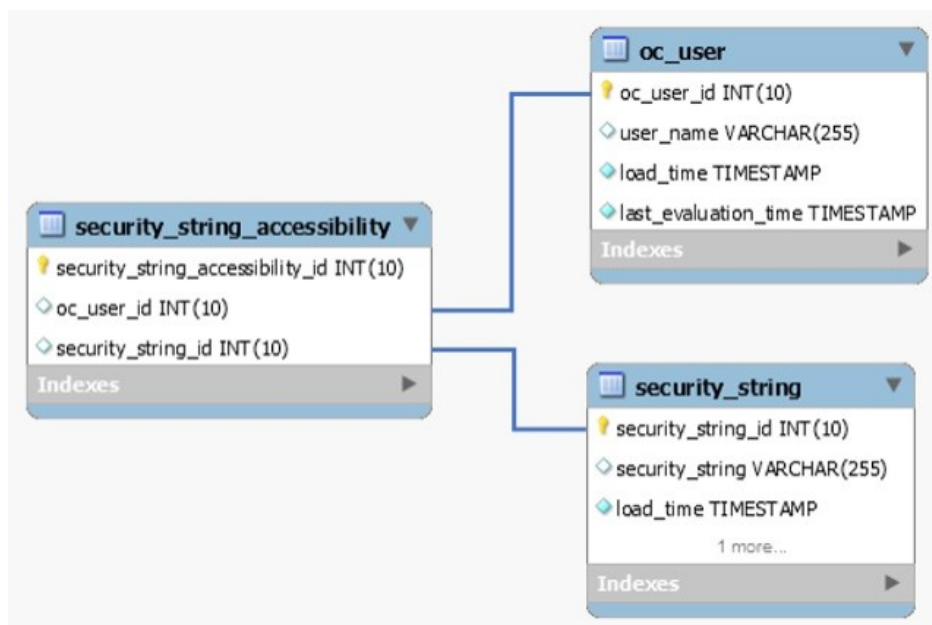 oc_user
oc_user_id INT(10)
user_name VARCHAR(255)
load_time TIMESTAMP
last_evaluation_time TIMESTAMP
Indexes
security_string_accessibility
security_string_accessibility_id INT(10)
oc_user_id INT(10)
security_string_id INT(10)
Indexes
security_string
security_string_id INT(10)
security_string VARCHAR(255)
load_time TIMESTAMP
1 more...
Indexes